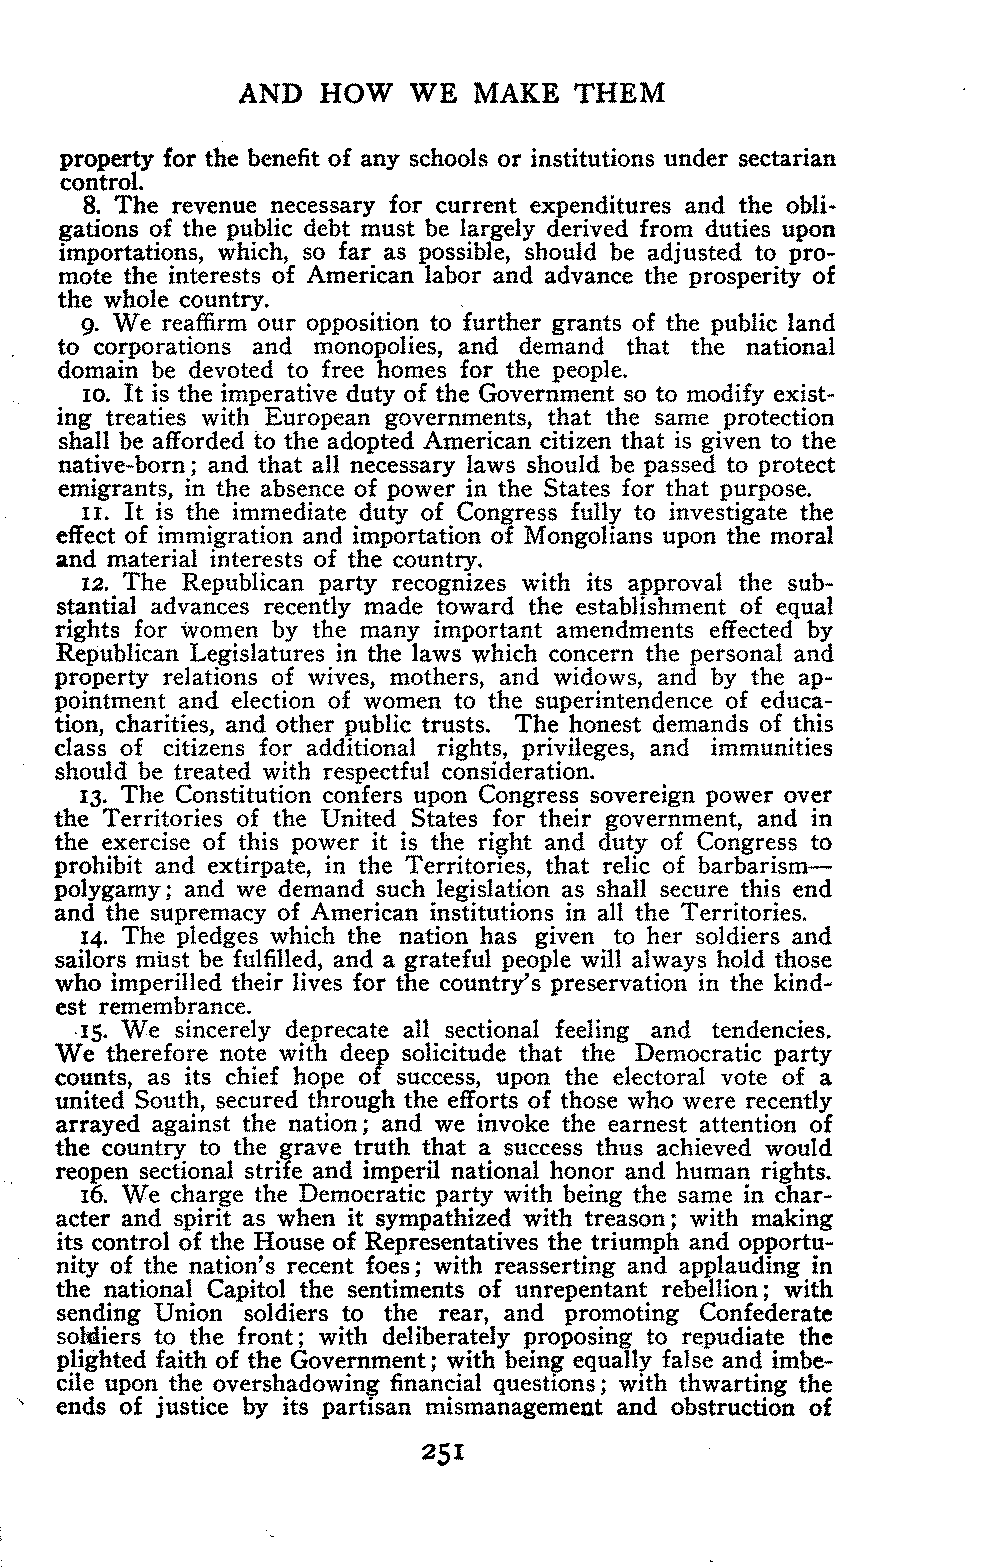 AND HOW WE MAKE THEM
property for the benefit of any schools or institutions under sectarian
control.
8. The revenue necessary for current expenditures and the obli-
gations of the public debt must be largely derived from duties upon
importations, which, so far as possible, should be adjusted to pro-
mote the interests of American labor and advance the prosperity of
the whole country.
9. We reaffirm our opposition to further grants of the public land
to corporations and monopolies, and demand that the national
domain be devoted to free homes for the people.
10. It is the imperative duty of the Government so to modify exist-
ing treaties with European governments, that the same protection
shall be afforded to the adopted American citizen that is given to the
native-born; and that all necessary laws should be passed to protect
emigrants, in the absence of power in the States for that purpose.
11. It is the immediate duty of Congress fully to investigate the
effect of immigration and importation of Mongolians upon the moral
and material interests of the country.
12. The Republican party recognizes with its approval the sub-
stantial advances recently made toward the establishment of equal
rights for women by the many important amendments effected by
Republican Legislatures in the laws which concern the personal and
property relations of wives, mothers, and widows, and by the ap-
pointment and election of women to the superintendence of educa-
tion, charities, and other public trusts. The honest demands of this
class of citizens for additional rights, privileges, and immunities
should be treated with respectful consideration.
13. The Constitution confers upon Congress sovereign power over
the Territories of the United States for their government, and in
the exercise of this power it is the right and duty of Congress to
prohibit and extirpate, in the Territories, that relic of barbarism—
polygamy; and we demand such legislation as shall secure this end
and the supremacy of American institutions in all the Territories.
14. The pledges which the nation has given to her soldiers and
sailors must be fulfilled, and a grateful people will always hold those
who imperilled their lives for the country's preservation in the kind-
est remembrance.
15. We sincerely deprecate all sectional feeling and tendencies.
We therefore note with deep solicitude that the Democratic party
counts, as its chief hope of success, upon the electoral vote of a
united South, secured through the efforts of those who were recently
arrayed against the nation; and we invoke the earnest attention of
the country to the grave truth that a success thus achieved would
reopen sectional strife and imperil national honor and human rights.
16. We charge the Democratic party with being the same in char-
acter and spirit as when it sympathized with treason; with making
its control of the House of Representatives the triumph and opportu-
nity of the nation's recent foes; with reasserting and applauding in
the national Capitol the sentiments of unrepentant rebellion; with
sending Union soldiers to the rear, and promoting Confederate
soldiers to the front; with deliberately proposing to repudiate the
plighted faith of the Government; with being equally false and imbe-
cile upon the overshadowing financial questions; with thwarting the
ends of justice by its partisan mismanagement and obstruction of
251